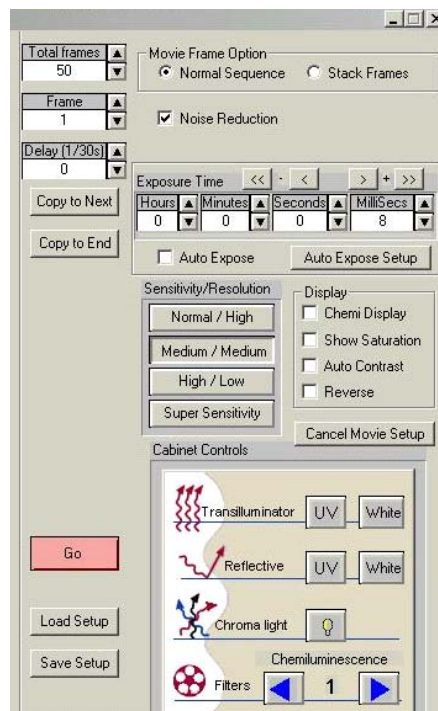 Total frames
50
Movie Frame Option
Normal Sequence
Stack Frames
Frame
1
Noise Reduction
Delay (1/30s)
0
Copy to Next
Copy to End
Exposure Time << - < > + >>
Hours Minutes Seconds MilliSecs
0 0 0 8
Auto Expose
Auto Expose Setup
Sensitivity/Resolution
Normal / High
Medium / Medium
High / Low
Super Sensitivity
Display
Chemi Display
Show Saturation
Auto Contrast
Reverse
Cancel Movie Setup
Cabinet Controls
Transilluminator UV White
Reflective UV White
Chroma light
Chemiluminescence
Filters 1
Go
Load Setup
Save Setup